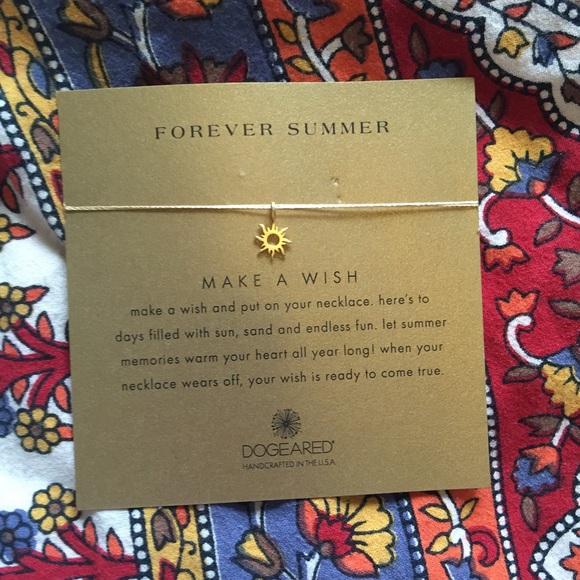 FOREVER SUMMER
MAKE A WISH
make a wish and put on your necklace. here's to
days filled with sun, sand and endless fun. let summer
memories warm your heart all year long! when your
necklace wears off, your wish is ready to come true.
DOGEARED®
HANDCRAFTED IN THE U.S.A.